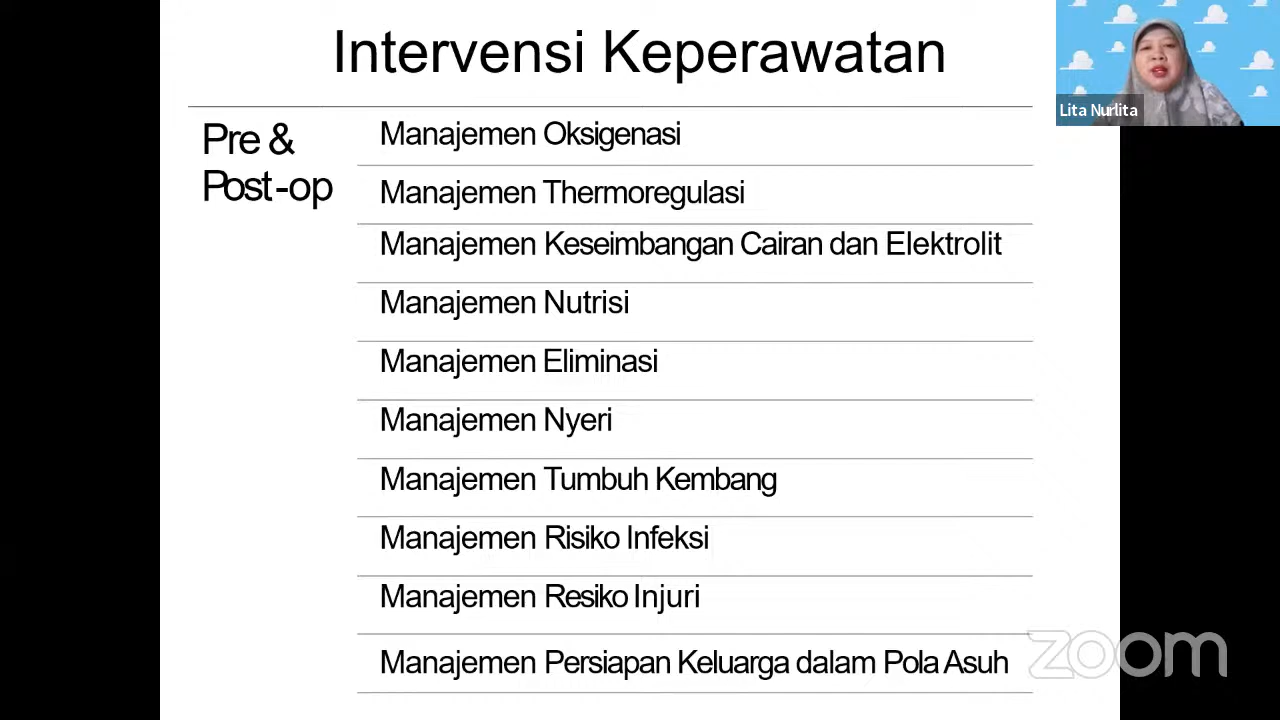 Intervensi Keperawatan
Lita Nurlita
Pre &
Post-op
Manajemen Oksigenasi
Manajemen Thermoregulasi
Manajemen Keseimbangan Cairan dan Elektrolit
Manajemen Nutrisi
Manajemen Eliminasi
Manajemen Nyeri
Manajemen Tumbuh Kembang
Manajemen Risiko Infeksi
Manajemen Resiko Injuri
Manajemen Persiapan Keluarga dalam Pola Asuh
zoom